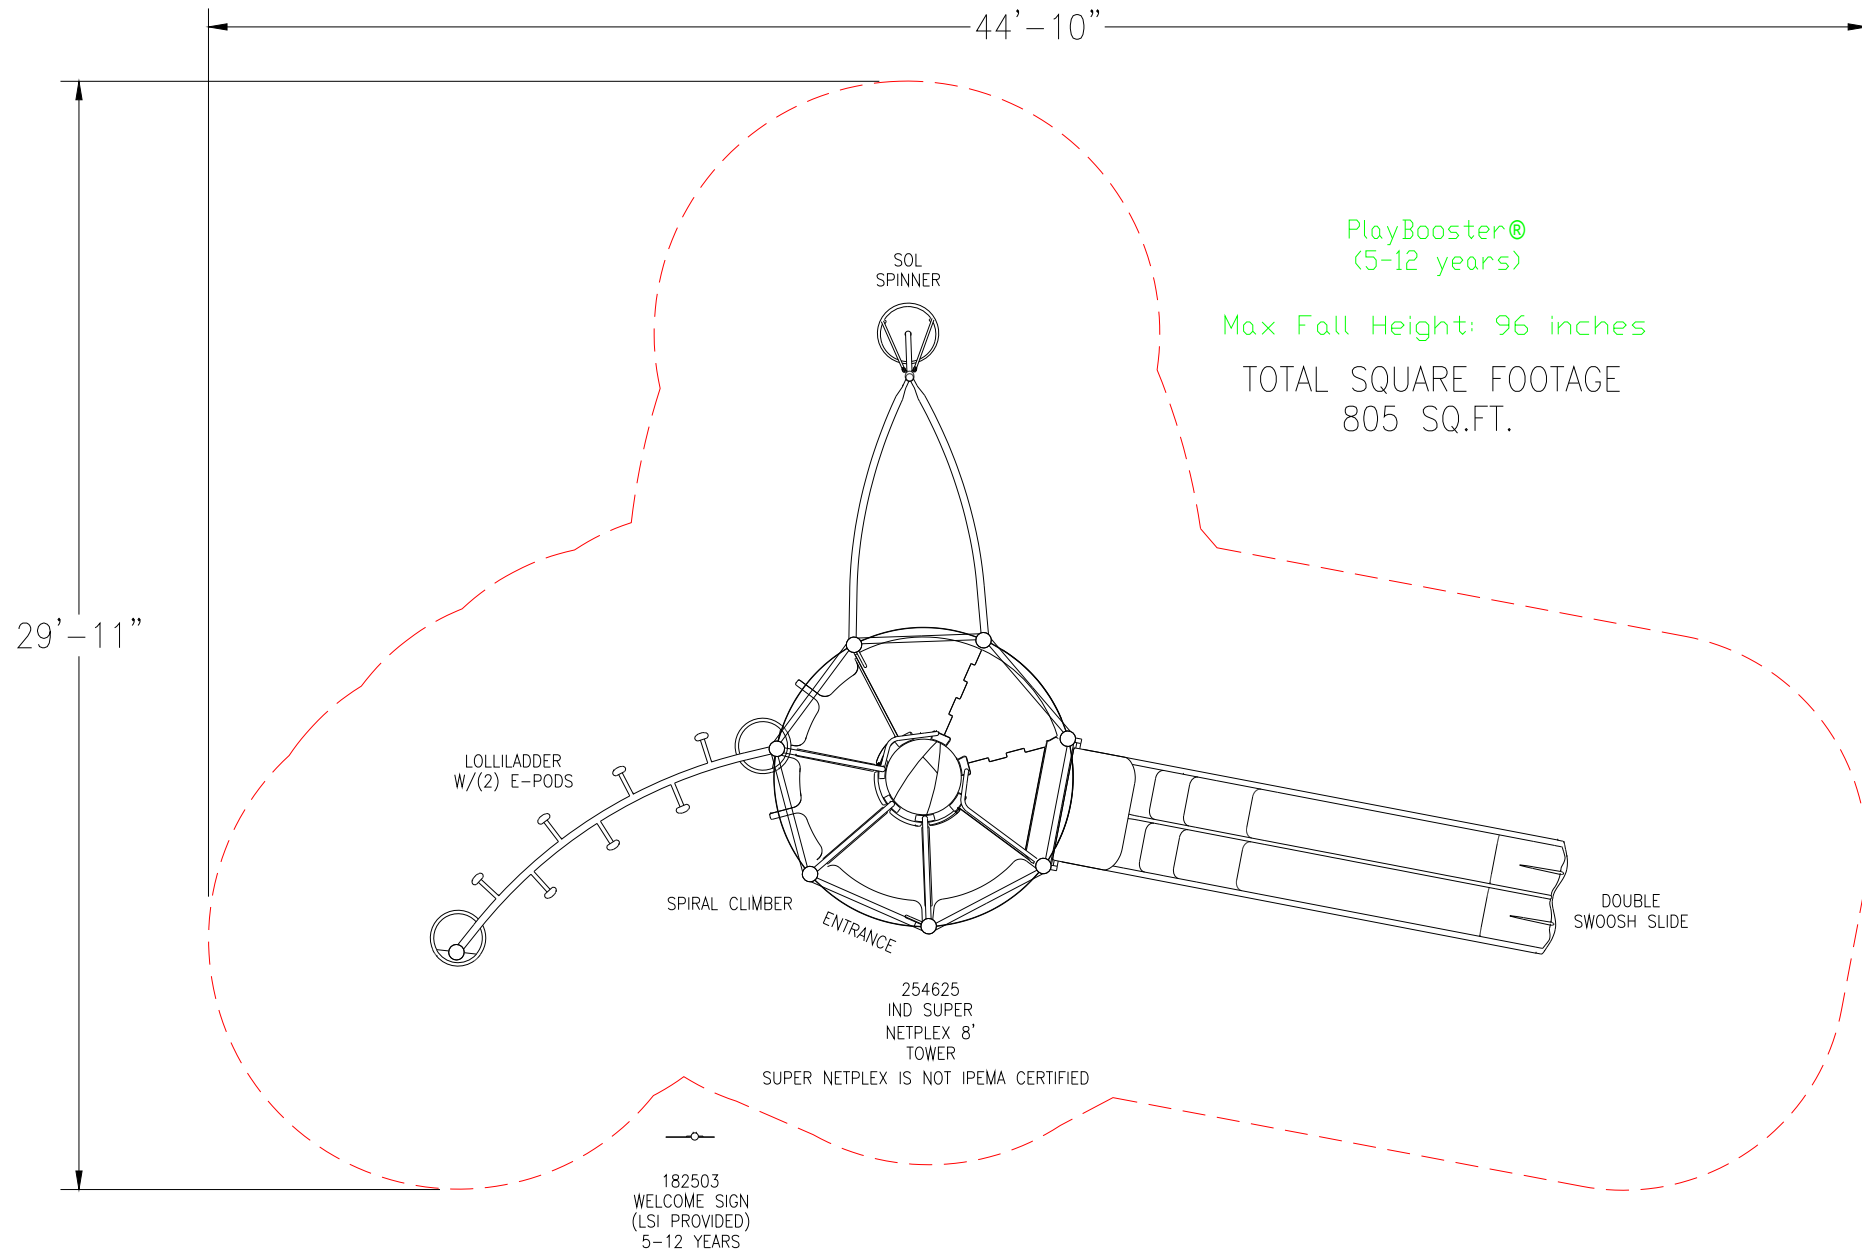 44'-10"
PlayBooster®
(5-12 years)
SOL
SPINNER
Max Fall Height: 96 inches
TOTAL SQUARE FOOTAGE
805 SQ.FT.
29'-11"
LOLLILADDER
W/(2) E-PODS
SPIRAL CLIMBER
ENTRANCE
DOUBLE
SWOOSH SLIDE
254625
IND SUPER
NETPLEX 8'
TOWER
SUPER NETPLEX IS NOT IPEMA CERTIFIED
182503
WELCOME SIGN
(LSI PROVIDED)
5-12 YEARS